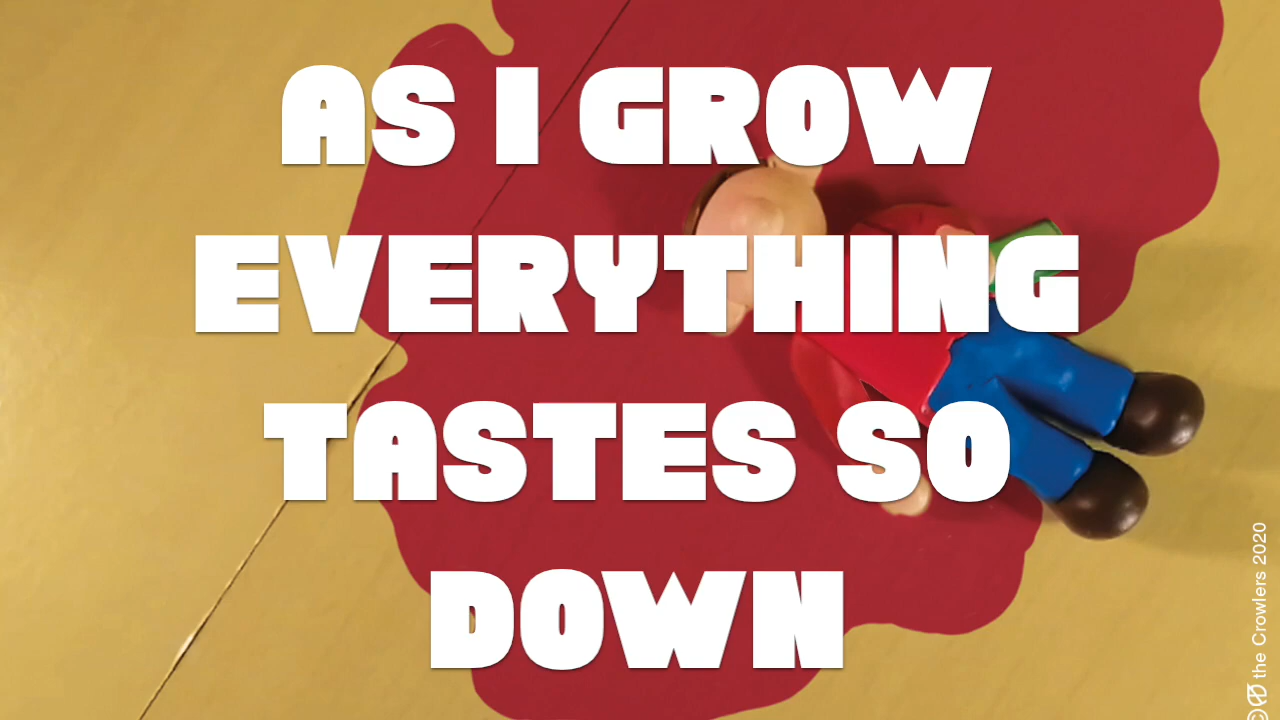 AS I GROW
EVERYTHING
TASTES SO
DOWN
©℗ the Crowlers 2020